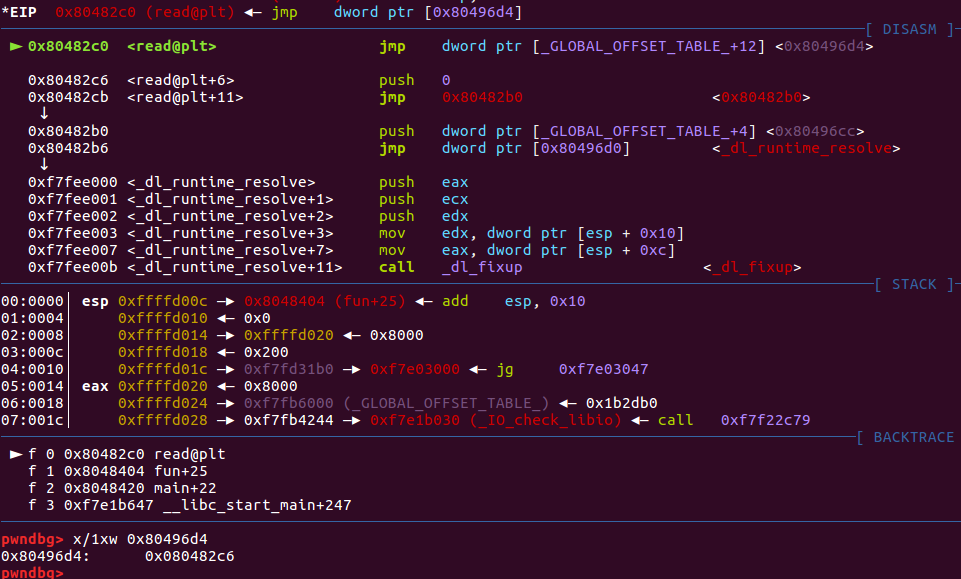 *EIP  0x80482c0 (read@plt) ◂— jmp    dword ptr [0x80496d4]
[ DISASM ]
► 0x80482c0  <read@plt>                  jmp    dword ptr [_GLOBAL_OFFSET_TABLE_+12] <0x80496d4>
0x80482c6  <read@plt+6>                push   0
0x80482cb  <read@plt+11>               jmp    0x80482b0                     <0x80482b0>
↓
0x80482b0                              push   dword ptr [_GLOBAL_OFFSET_TABLE_+4] <0x80496cc>
0x80482b6                              jmp    dword ptr [0x80496d0]         <_dl_runtime_resolve>
↓
0xf7fee000 <_dl_runtime_resolve>       push   eax
0xf7fee001 <_dl_runtime_resolve+1>     push   ecx
0xf7fee002 <_dl_runtime_resolve+2>     push   edx
0xf7fee003 <_dl_runtime_resolve+3>     mov    edx, dword ptr [esp + 0x10]
0xf7fee007 <_dl_runtime_resolve+7>     mov    eax, dword ptr [esp + 0xc]
0xf7fee00b <_dl_runtime_resolve+11>    call   _dl_fixup                    <_dl_fixup>
[ STACK ]
00:0000│ esp 0xffffd00c —▸ 0x8048404 (fun+25) ◂— add    esp, 0x10
01:0004│     0xffffd010 ◂— 0x0
02:0008│     0xffffd014 —▸ 0xffffd020 ◂— 0x8000
03:000c│     0xffffd018 ◂— 0x200
04:0010│     0xffffd01c —▸ 0xf7fd31b0 —▸ 0xf7e03000 ◂— jg     0xf7e03047
05:0014│ eax 0xffffd020 ◂— 0x8000
06:0018│     0xffffd024 —▸ 0xf7fb6000 (_GLOBAL_OFFSET_TABLE_) ◂— 0x1b2db0
07:001c│     0xffffd028 —▸ 0xf7fb4244 —▸ 0xf7e1b030 (_IO_check_libio) ◂— call   0xf7f22c79
[ BACKTRACE
► f 0 0x80482c0 read@plt
f 1 0x8048404 fun+25
f 2 0x8048420 main+22
f 3 0xf7e1b647 __libc_start_main+247
pwndbg> x/1xw 0x80496d4
0x80496d4:      0x080482c6
pwndbg>